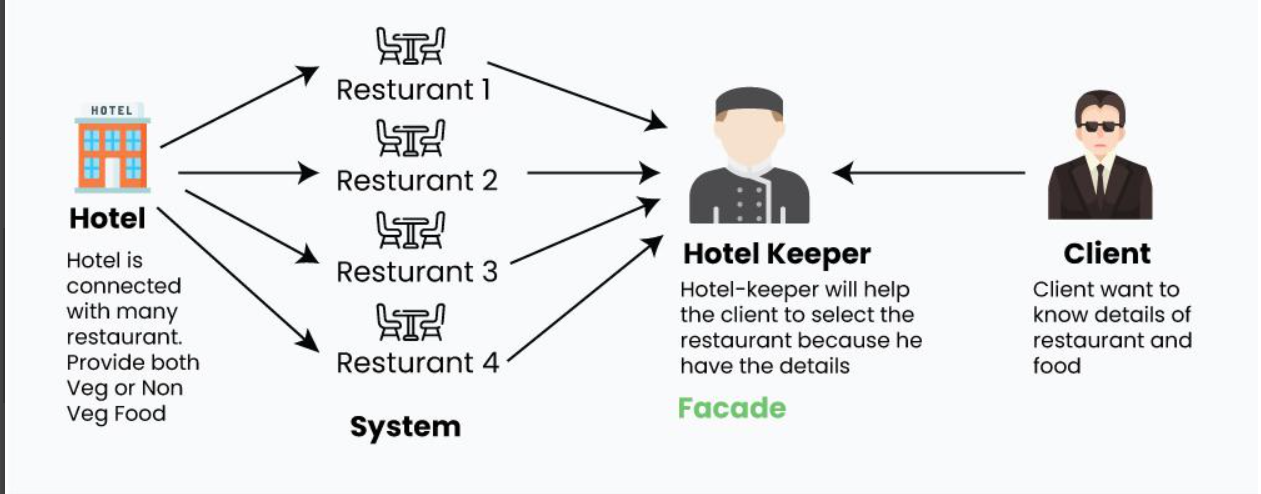 HOTEL
Hotel
Hotel is
connected
with many
restaurant.
Provide both
Veg or Non
Veg Food
Resturant 1
Resturant 2
Resturant 3
Resturant 4
System
Hotel Keeper
Hotel-keeper will help
the client to select the
restaurant because he
have the details
Facade
Client
Client want to
know details of
restaurant and
food